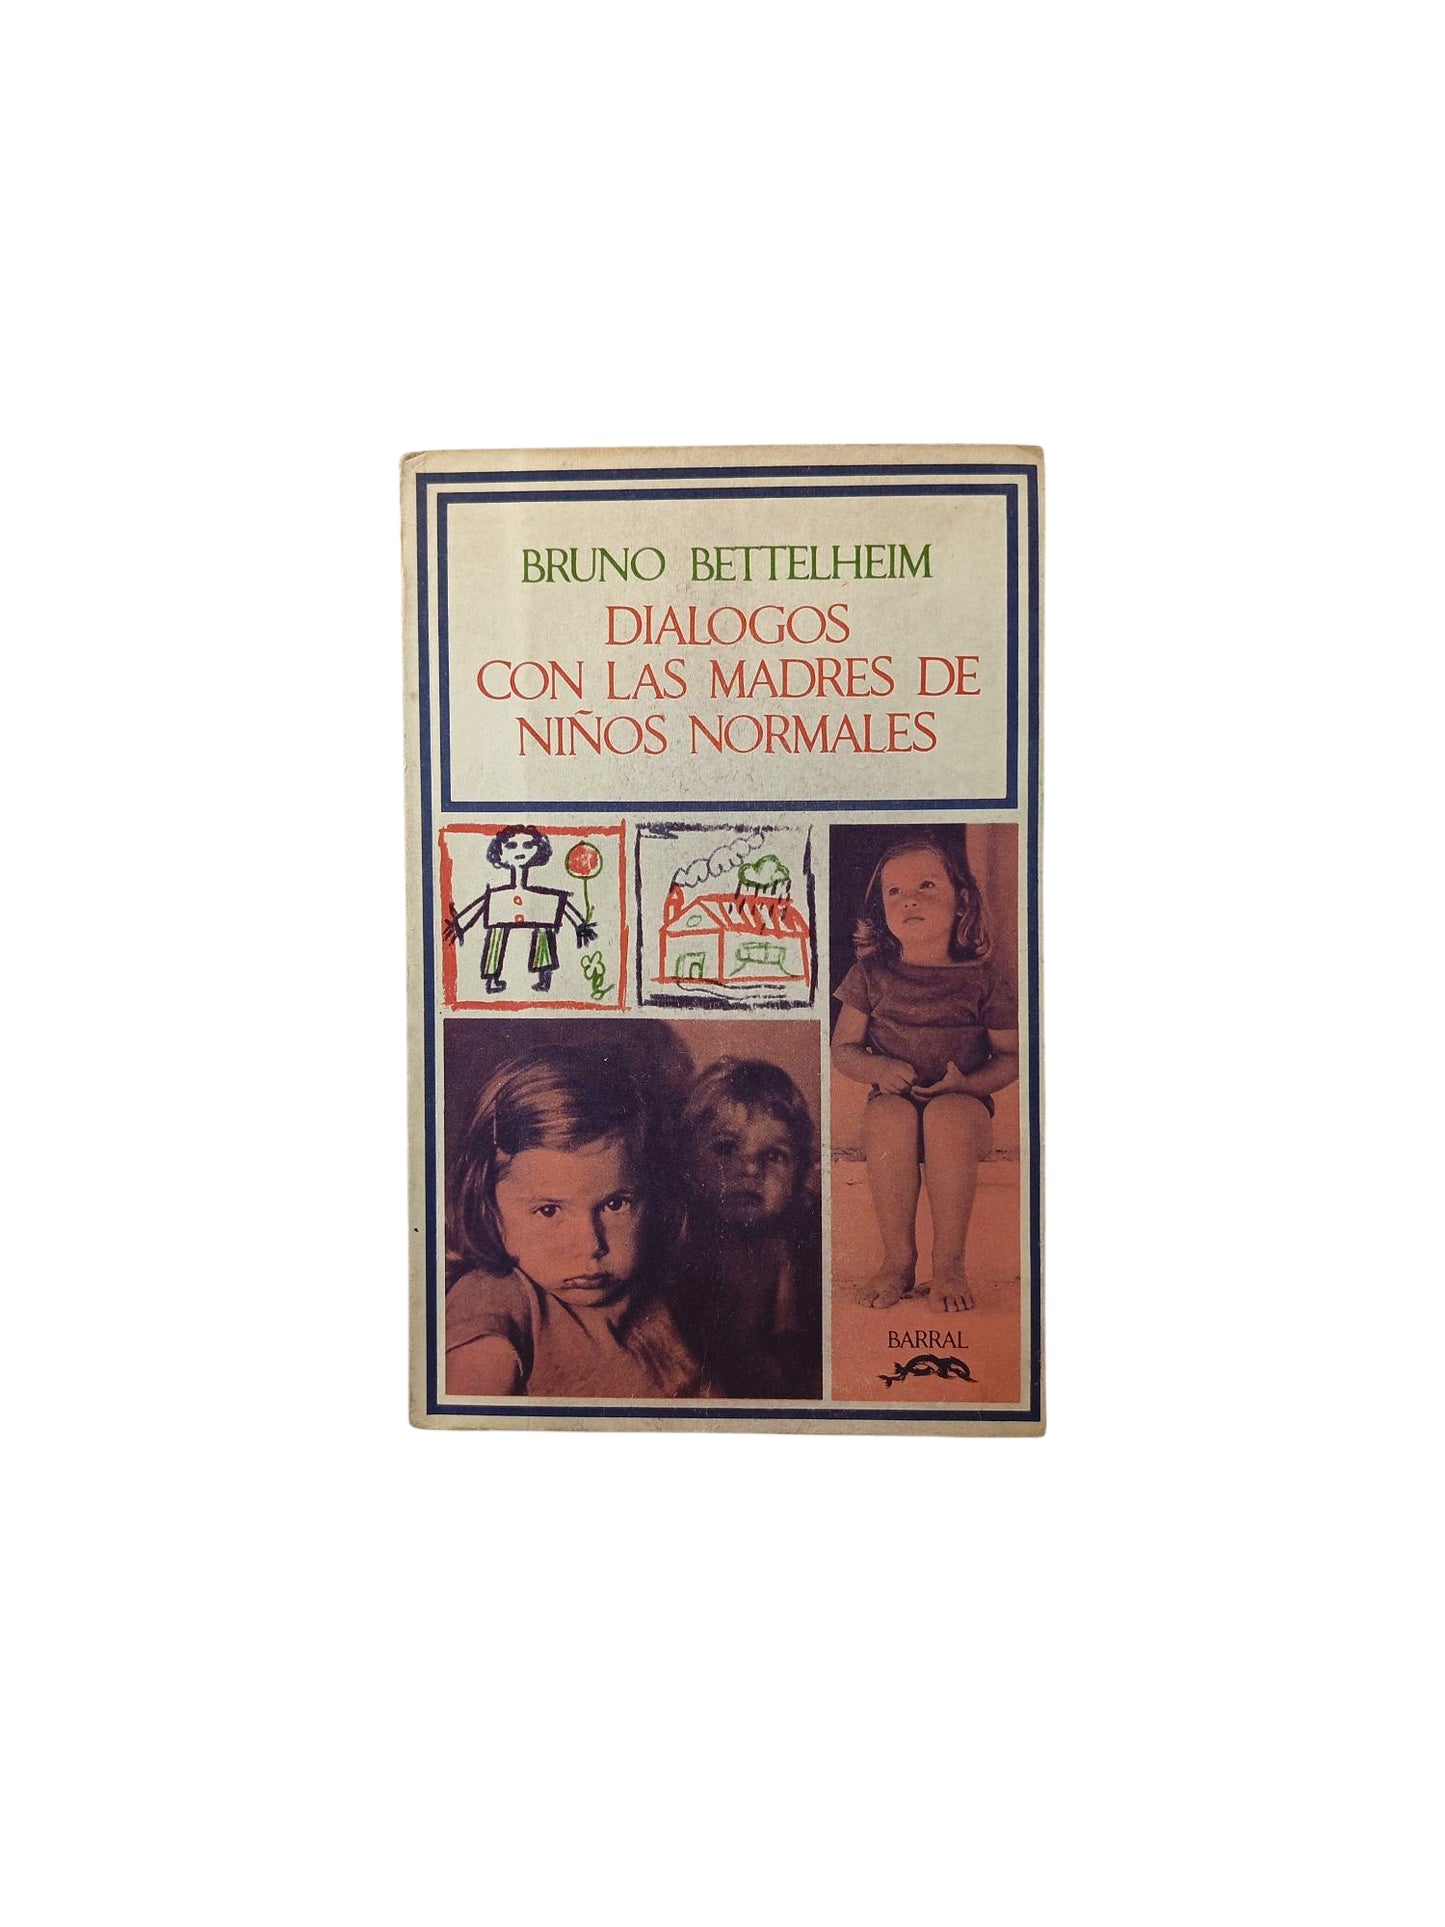 BRUNO BETTELHEIM
DIALOGOS
CON LAS MADRES DE
NIÑOS NORMALES
BARRAL